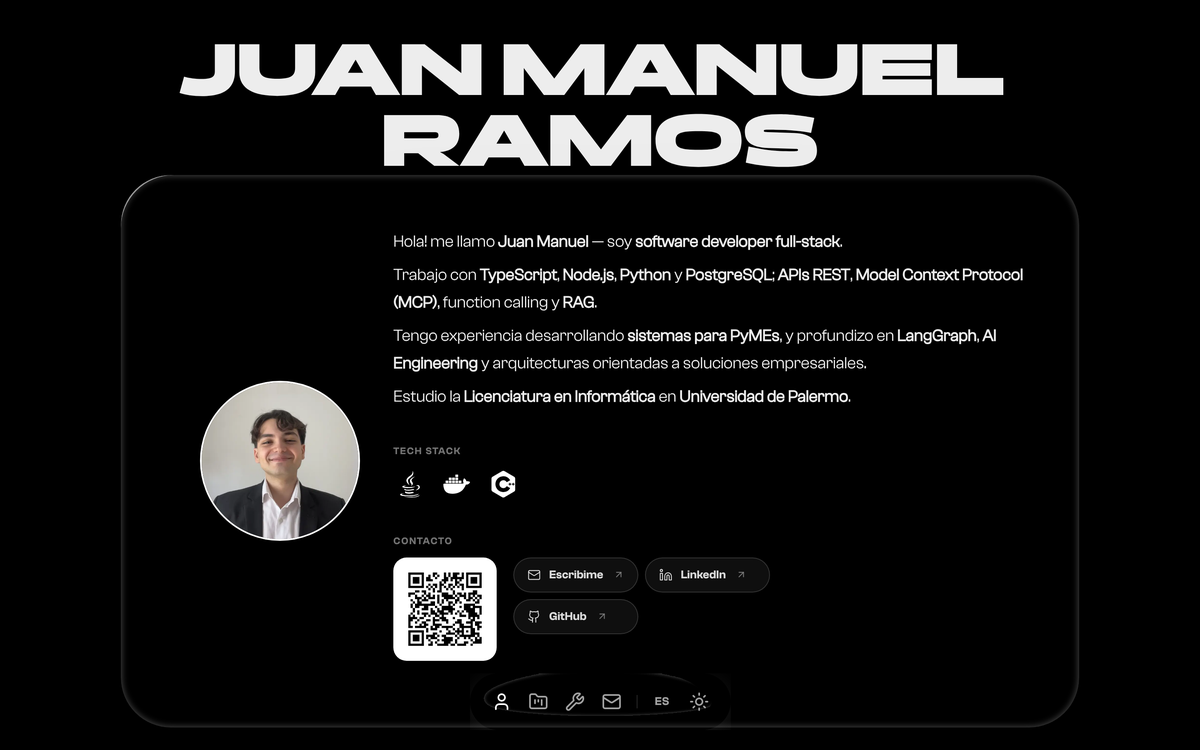 JUAN MANUEL
RAMOS
Hola! me llamo Juan Manuel — soy software developer full-stack.
Trabajo con TypeScript, Node.js, Python y PostgreSQL; APIs REST, Model Context Protocol
(MCP), function calling y RAG.
Tengo experiencia desarrollando sistemas para PyMEs, y profundizo en LangGraph, AI
Engineering y arquitecturas orientadas a soluciones empresariales.
Estudio la Licenciatura en Informática en Universidad de Palermo.
TECH STACK
CONTACTO
Escribime
LinkedIn
GitHub
ES